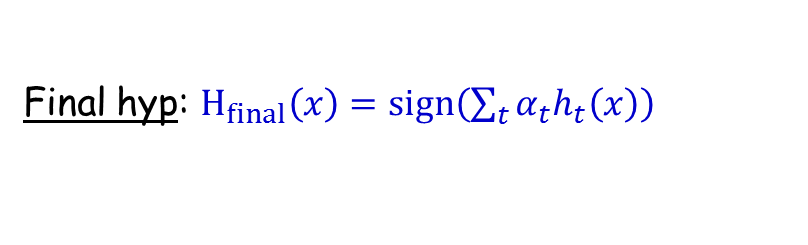 Final hyp: H_final(x) = sign(∑_t α_t h_t(x))